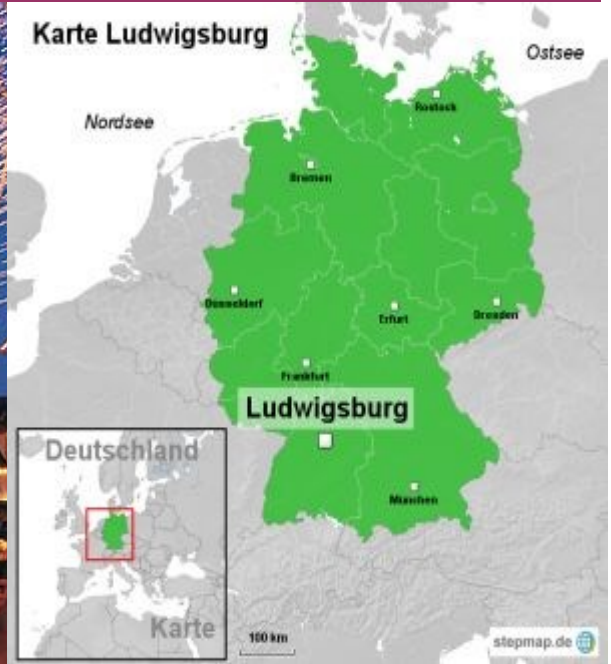 Karte Ludwigsburg
Ostsee
Nordsee
Rostock
Bremen
Düsseldorf
Erfurt
Dresden
Frankfurt
Ludwigsburg
München
Deutschland
Karte
100 km
stepmap.de